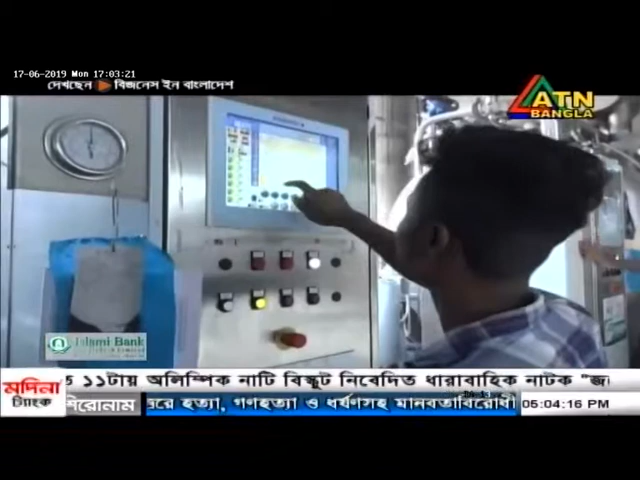 17-06-2019 Mon 17:03:21
দেখছেন বিজনেস ইন বাংলাদেশ
ATN
BANGLA
Islami Bank
১১টায় অলিম্পিক নাটি বিস্কুট নিবেদিত ধারাবাহিক নাটক "জ
মদিনা
ট্যাংক
শিরোনাম
হত্যা, গণহত্যা ও ধর্ষণসহ মানবতাবিরোধী
05:04:16 PM